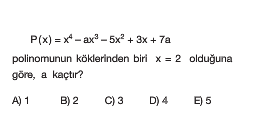 P(x) = x⁴ – ax³ – 5x² + 3x + 7a
polinomunun köklerinden biri x = 2 olduğuna
göre, a kaçtır?
A) 1 B) 2 C) 3 D) 4 E) 5